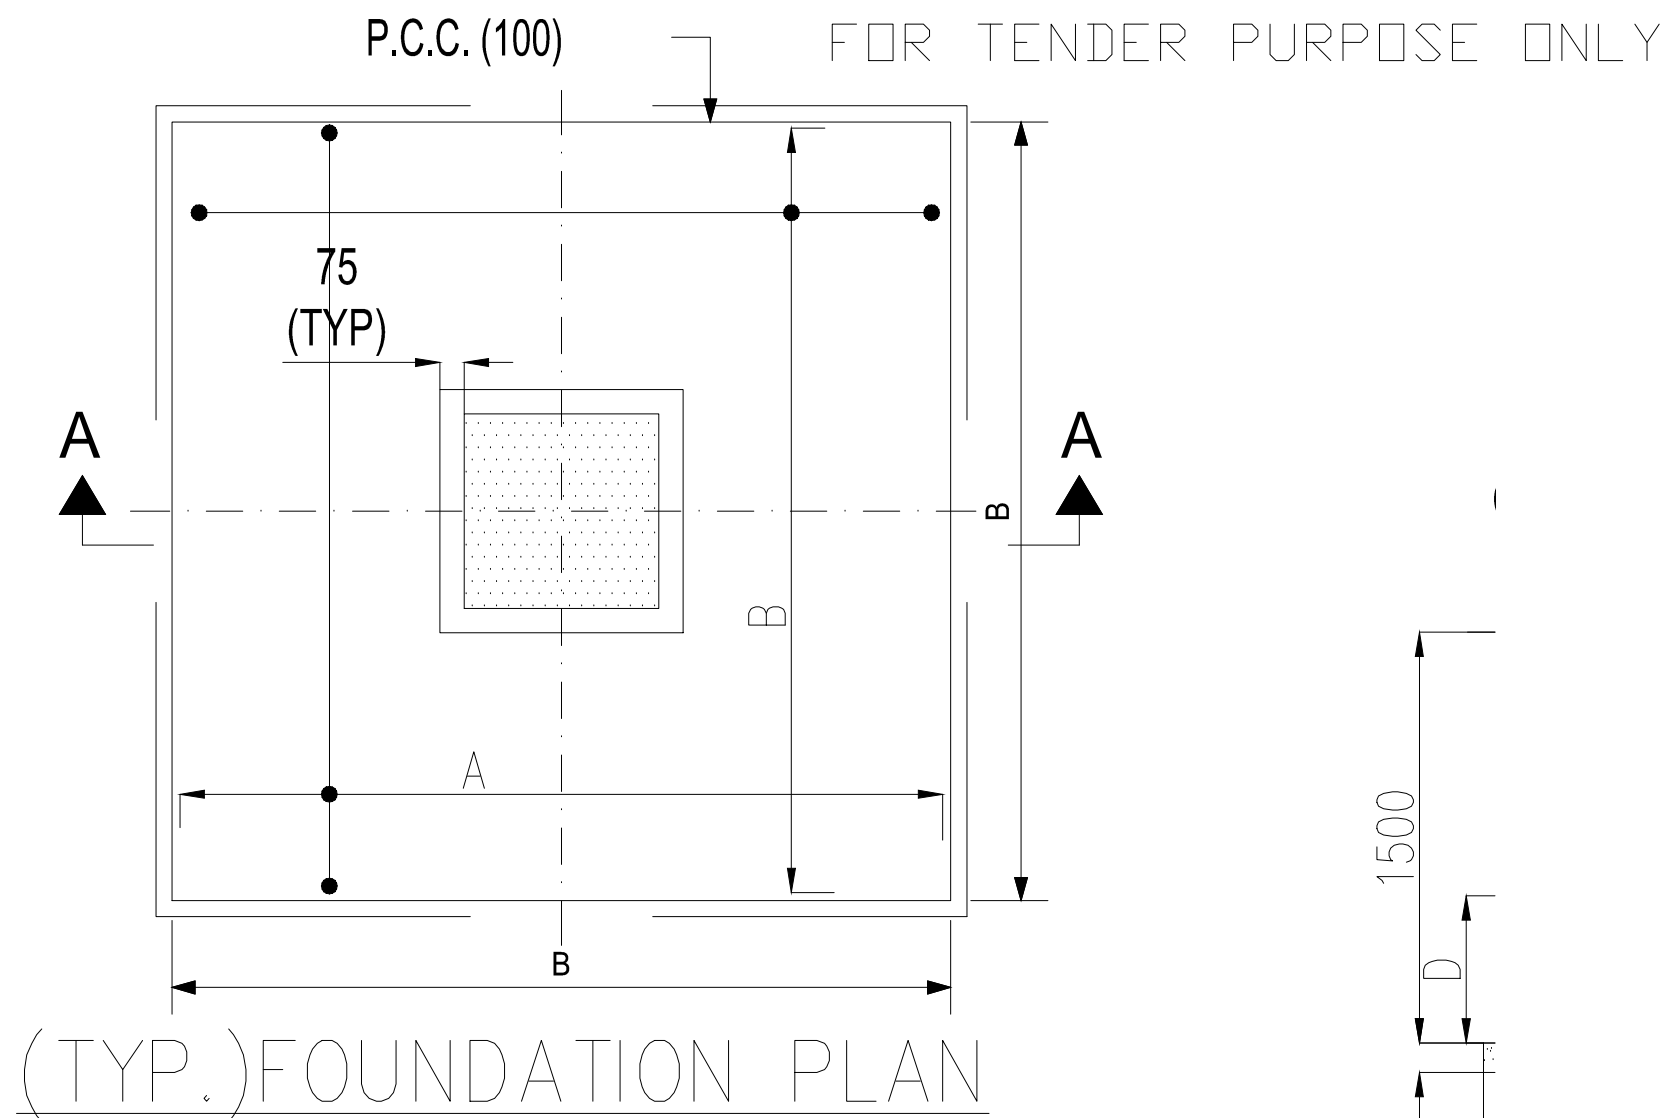 P.C.C. (100)
FOR TENDER PURPOSE ONLY
75
(TYP)
A
A
B
B
A
1500
D
B
(TYP.)FOUNDATION PLAN